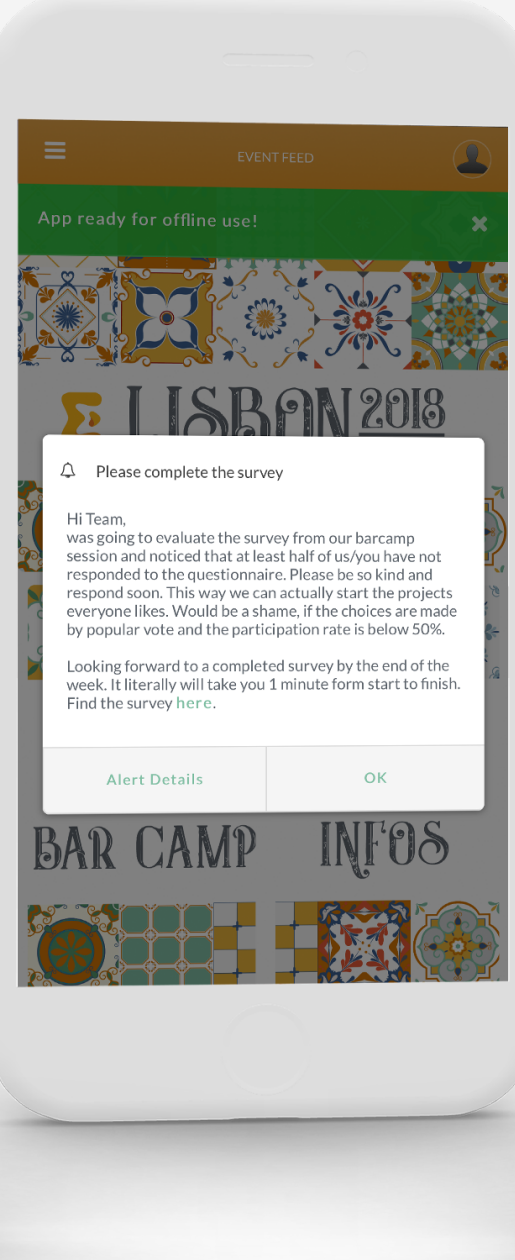 EVENT FEED
App ready for offline use!
LISBON 2018
Please complete the survey
Hi Team,
was going to evaluate the survey from our barcamp
session and noticed that at least half of us/you have not
responded to the questionnaire. Please be so kind and
respond soon. This way we can actually start the projects
everyone likes. Would be a shame, if the choices are made
by popular vote and the participation rate is below 50%.
Looking forward to a completed survey by the end of the
week. It literally will take you 1 minute form start to finish.
Find the survey here.
Alert Details
OK
BAR CAMP
INFOS